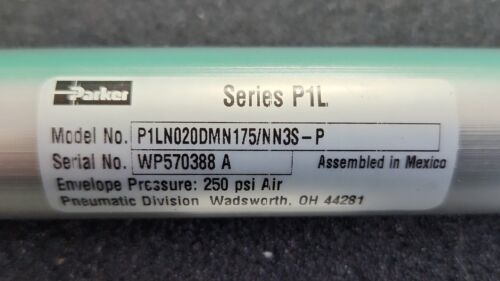 Parker
Series P1L
Model No. P1LN020DMN175/NN3S-P
Serial No. WP570388 A Assembled in Mexico
Envelope Pressure: 250 psi Air
Pneumatic Division Wadsworth, OH 44281